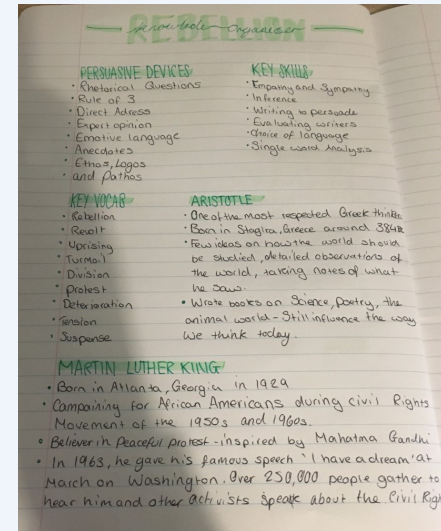 REBELLION
knowledge organiser
PERSUASIVE DEVICES
• Rhetorical Questions
• Rule of 3
• Direct Adress
• Expert opinion
• Emotive language
• Anecdotes
• Ethos, Logos
• and Pathos
KEY SKILLS
• Empathy and Sympathy
• Inference
• Writing to persuade
• Evaluating writers
• Choice of language
• Single word Analysis
KEY VOCAB
• Rebellion
• Revolt
• Uprising
• Turmoil
• Division
• Protest
• Deterioration
• Tension
• Suspense
ARISTOTLE
• One of the most respected Greek
• Born in Stagira, Greece around
• Few ideas on how the world should
be studied, detailed observations of
the world, taking notes of what
he saw.
• Wrote books on Science, poetry, the
animal world - Still influence the way
we think today.
MARTIN LUTHER KING
• Born in Atlanta, Georgia in 1929
• Campaining for African Americans during civil Rights
Movement of the 1950s and 1960s.
• Believer in Peaceful protest - inspired by Mahatma Gandhi
• In 1963, he gave his famous speech 'I have a dream' at
March on Washington. Over 250,000 people gather to
hear him and other activists speak about the Civil